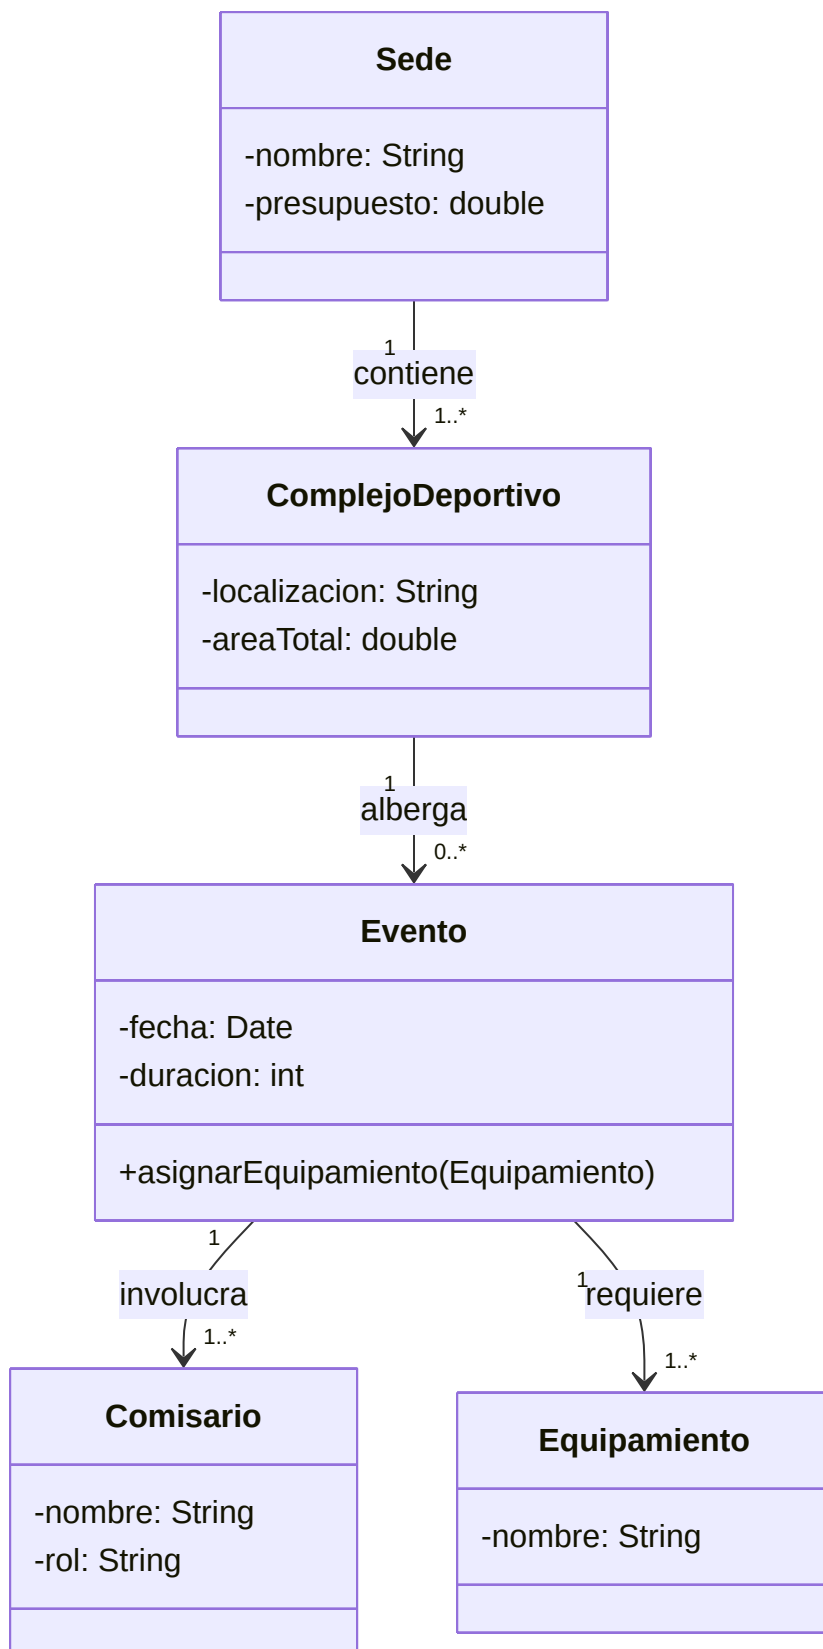 Sede
-nombre: String
-presupuesto: double
1
contiene
1..*
ComplejoDeportivo
-localizacion: String
-areaTotal: double
1
alberga
0..*
Evento
-fecha: Date
-duracion: int
+asignarEquipamiento(Equipamiento)
1
involucra
1..*
1
requiere
1..*
Comisario
-nombre: String
-rol: String
Equipamiento
-nombre: String